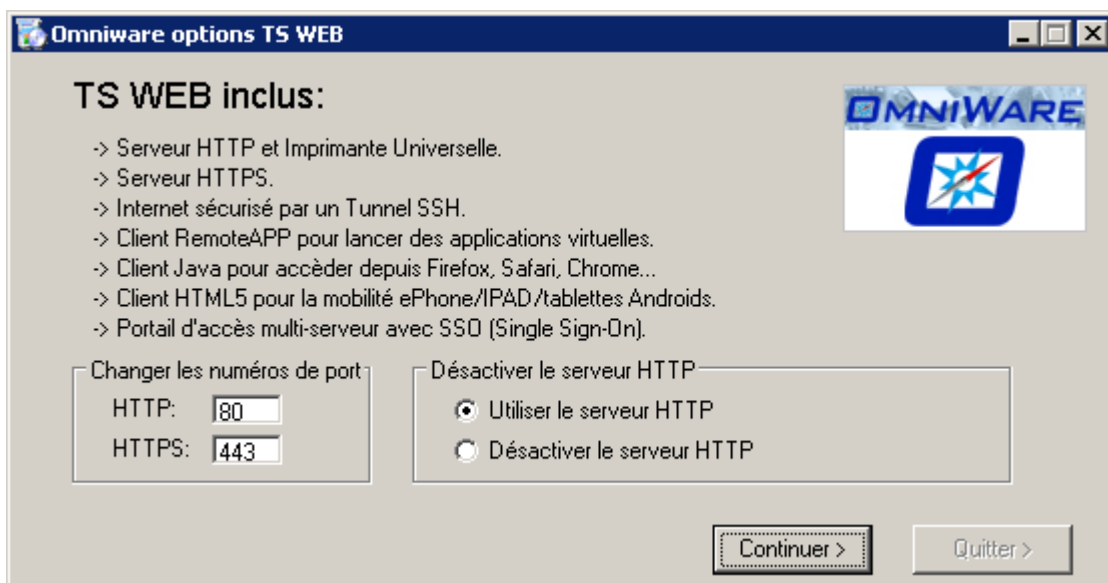 Omniware options TS WEB
TS WEB inclus:
OMNIWARE
-> Serveur HTTP et Imprimante Universelle.
-> Serveur HTTPS.
-> Internet sécurisé par un Tunnel SSH.
-> Client RemoteAPP pour lancer des applications virtuelles.
-> Client Java pour accèder depuis Firefox, Safari, Chrome...
-> Client HTML5 pour la mobilité ePhone/IPAD/tablettes Androids.
-> Portail d'accès multi-serveur avec SSO (Single Sign-On).
Changer les numéros de port
HTTP: 80
HTTPS: 443
Désactiver le serveur HTTP
Utiliser le serveur HTTP
Désactiver le serveur HTTP
Continuer >
Quitter >